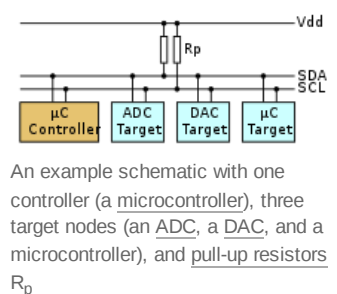 Vdd
Rp
SDA
SCL
µC Controller
ADC Target
DAC Target
µC Target
An example schematic with one
controller (a microcontroller), three
target nodes (an ADC, a DAC, and a
microcontroller), and pull-up resistors
Rp